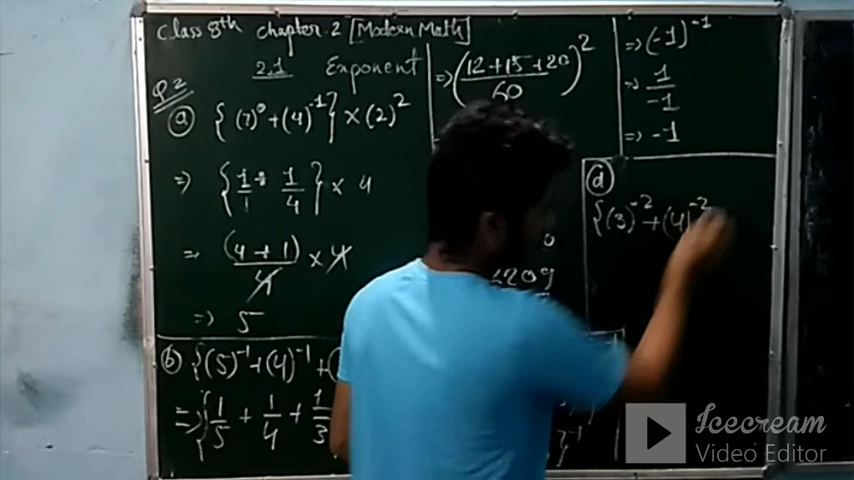 Class 8th chapter.2 [Modern Math]
2.1 Exponent
Q2
(a) {(7)⁰ + (4)⁻¹} × (2)²
⇒ {1/1 + 1/4} × 4
⇒ (4+1)/4 × 4
⇒ 5
(b) {(5)⁻¹ + (4)⁻¹ +
⇒ {1/5 + 1/4 + 1/3
⇒ ((12+15+20)/60)²
2209
⇒ (-1)⁻¹
⇒ 1/-1
⇒ -1
(d)
{(3)⁻² + (4)⁻²
Icecream
Video Editor